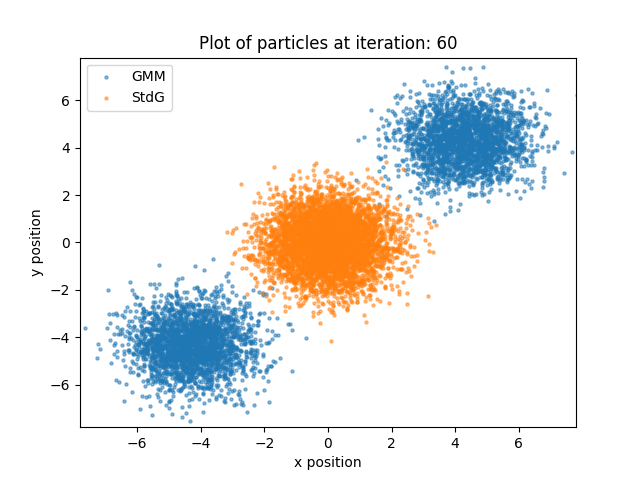 Plot of particles at iteration: 60
GMM
StdG
6
4
2
0
−2
−4
−6
y position
−6 −4 −2 0 2 4 6
x position